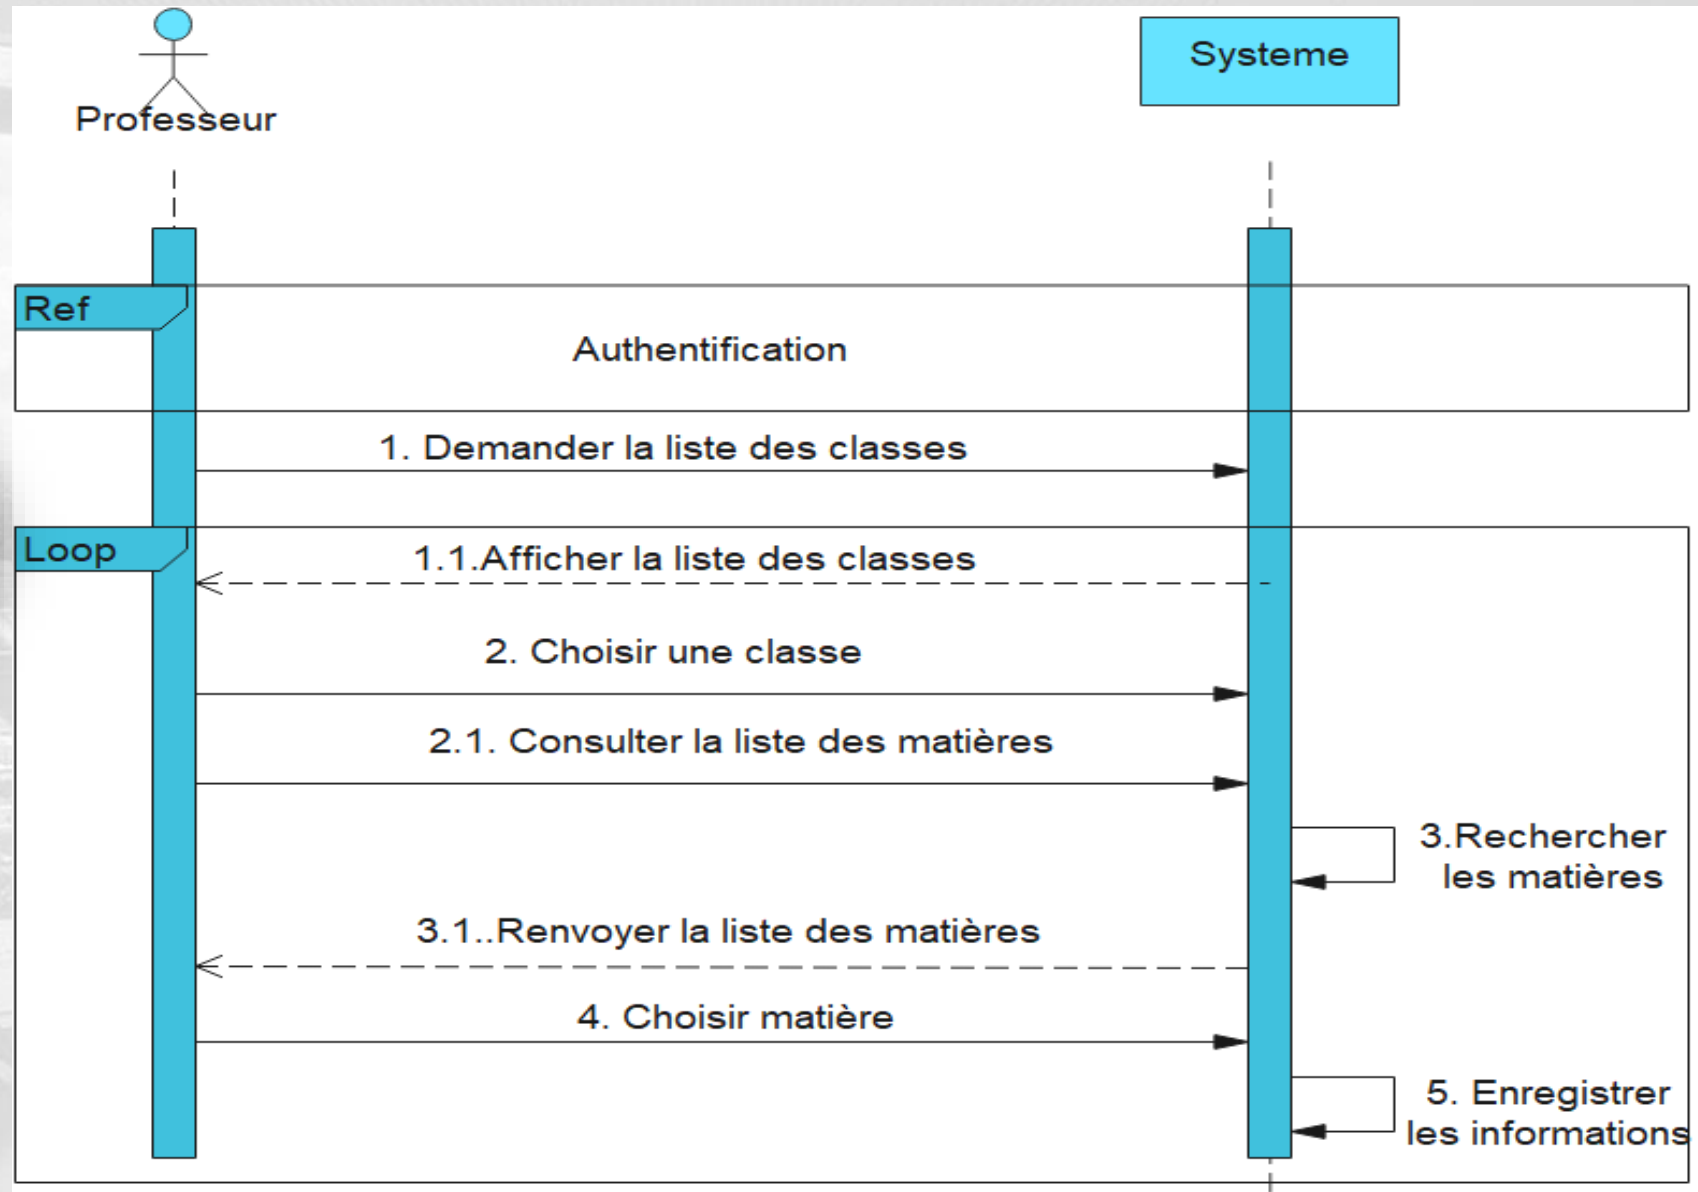 Professeur
Systeme
Ref
Authentification
1. Demander la liste des classes
Loop
1.1.Afficher la liste des classes
2. Choisir une classe
2.1. Consulter la liste des matières
3.Rechercher
les matières
3.1..Renvoyer la liste des matières
4. Choisir matière
5. Enregistrer
les informations